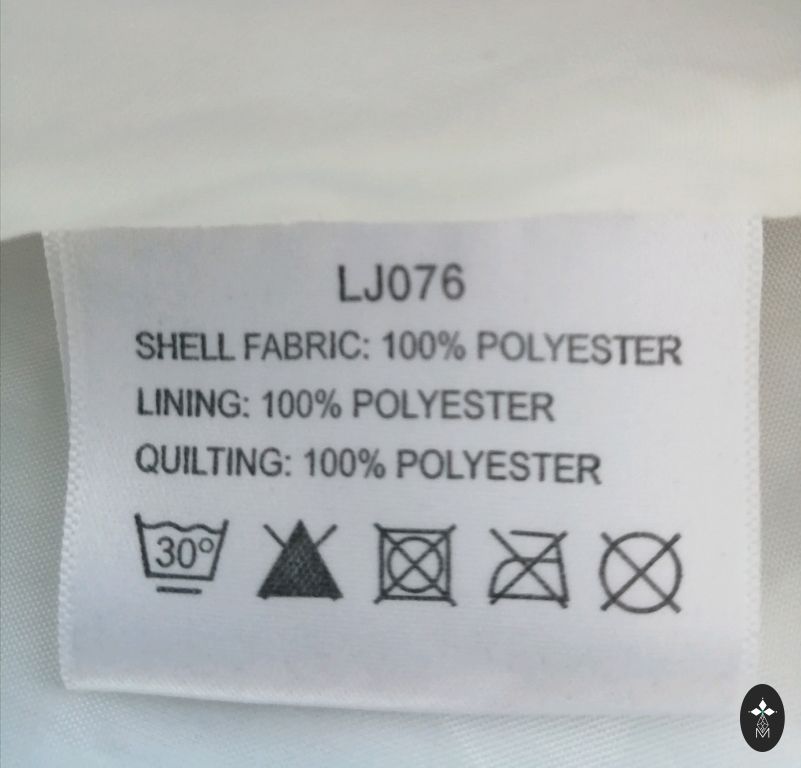 LJ076
SHELL FABRIC: 100% POLYESTER
LINING: 100% POLYESTER
QUILTING: 100% POLYESTER
30°
M